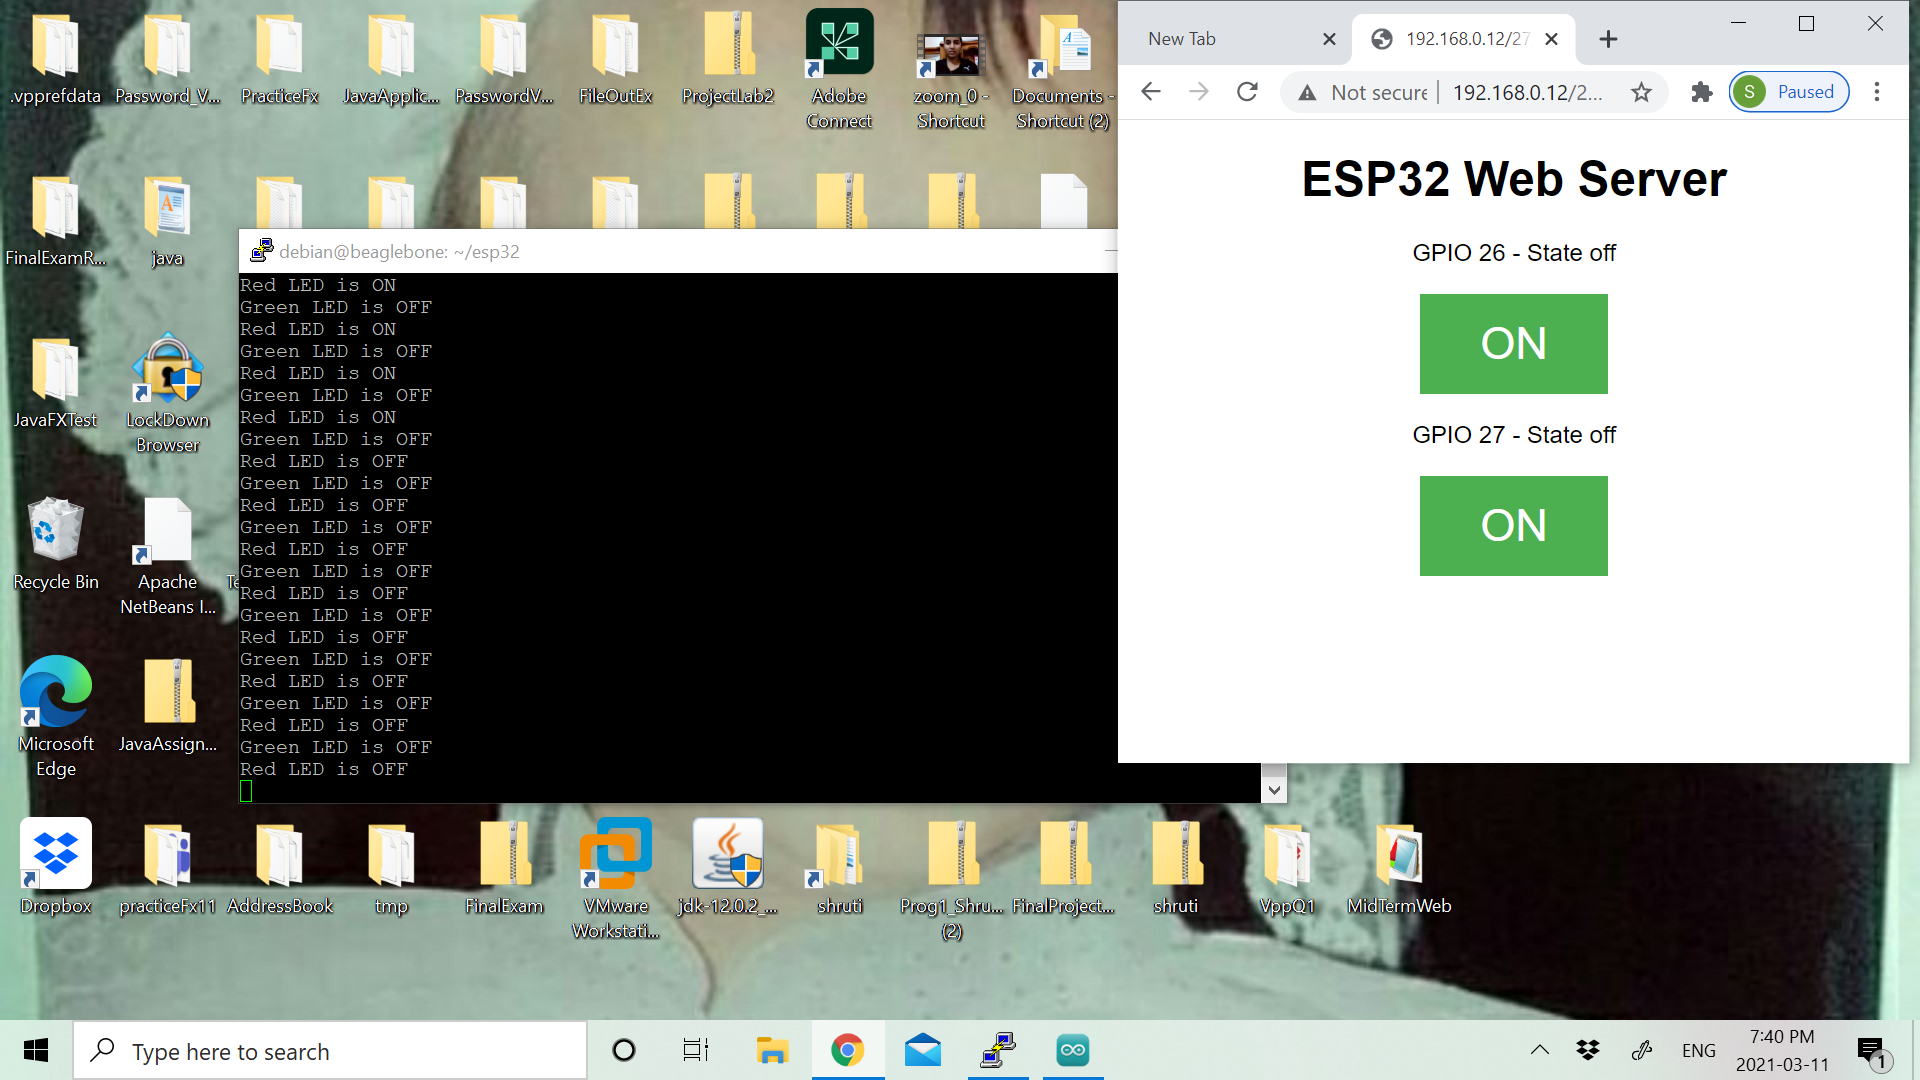 .vpprefdata
Password_V...
PracticeFx
JavaApplic...
PasswordV...
FileOutEx
ProjectLab2
Adobe
Connect
zoom_0 -
Shortcut
Documents -
Shortcut (2)
FinalExamR...
java
JavaFXTest
LockDown
Browser
Recycle Bin
Apache
NetBeans I...
Microsoft
Edge
JavaAssign...
debian@beaglebone: ~/esp32
Red LED is ON
Green LED is OFF
Red LED is ON
Green LED is OFF
Red LED is ON
Green LED is OFF
Red LED is ON
Green LED is OFF
Red LED is OFF
Green LED is OFF
Red LED is OFF
Green LED is OFF
Red LED is OFF
Green LED is OFF
Red LED is OFF
Green LED is OFF
Red LED is OFF
Green LED is OFF
Red LED is OFF
Green LED is OFF
Red LED is OFF
Green LED is OFF
Red LED is OFF
New Tab
192.168.0.12/27
Not secure
192.168.0.12/2...
S
Paused
ESP32 Web Server
GPIO 26 - State off
ON
GPIO 27 - State off
ON
Dropbox
practiceFx11
AddressBook
tmp
FinalExam
VMware
Workstati...
jdk-12.0.2_...
shruti
Prog1_Shru...
(2)
FinalProject...
shruti
VppQ1
MidTermWeb
Type here to search
ENG
7:40 PM
2021-03-11
1